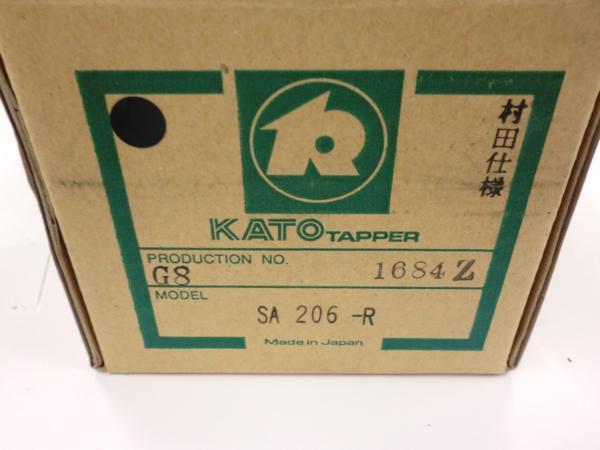 村田仕様
KATO TAPPER
PRODUCTION NO.
G8 1684 Z
MODEL
SA 206 -R
Made in Japan